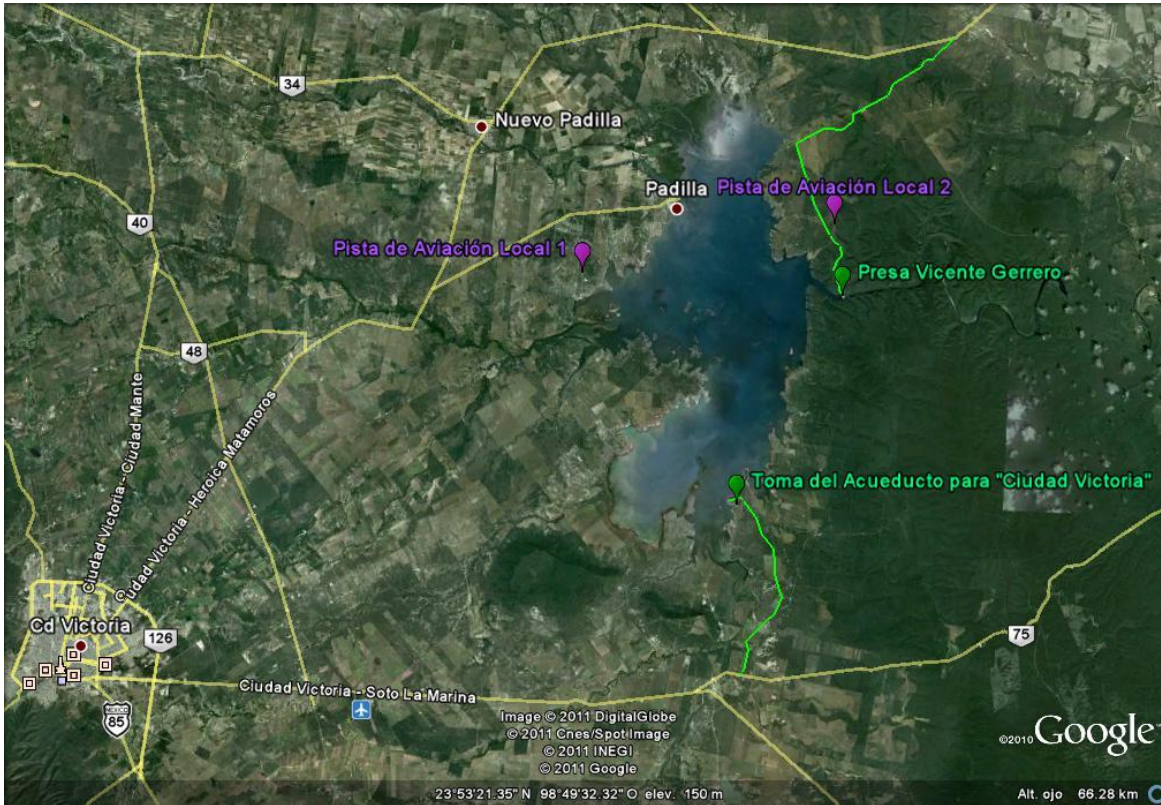 34
Nuevo Padilla
Padilla
Pista de Aviación Local 2
40
Pista de Aviación Local 1
Presa Vicente Gerrero
48
Ciudad Victoria - Ciudad Mante
Ciudad Victoria - Heroica Matamoros
Toma del Acueducto para "Ciudad Victoria"
Cd Victoria
126
75
Ciudad Victoria - Soto La Marina
MEXICO
85
Image © 2011 DigitalGlobe
© 2011 Cnes/Spot Image
© 2011 INEGI
© 2011 Google
©2010 Google
23°53'21.35" N 98°49'32.32" O elev. 150 m
Alt. ojo 66.28 km